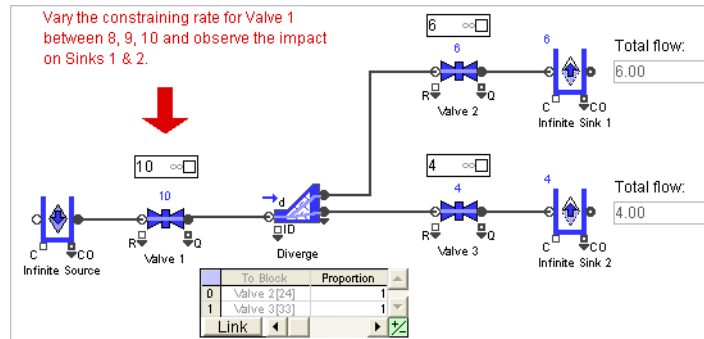 Vary the constraining rate for Valve 1
between 8, 9, 10 and observe the impact
on Sinks 1 & 2.
6 ∞
6
R Q
Valve 2
6
C CO
Infinite Sink 1
Total flow:
6.00
10 ∞
10
R Q
Valve 1
C CO
Infinite Source
d
ID
Diverge
4 ∞
4
R Q
Valve 3
4
C CO
Infinite Sink 2
Total flow:
4.00
To Block Proportion
0 Valve 2[24] 1
1 Valve 3[33] 1
Link